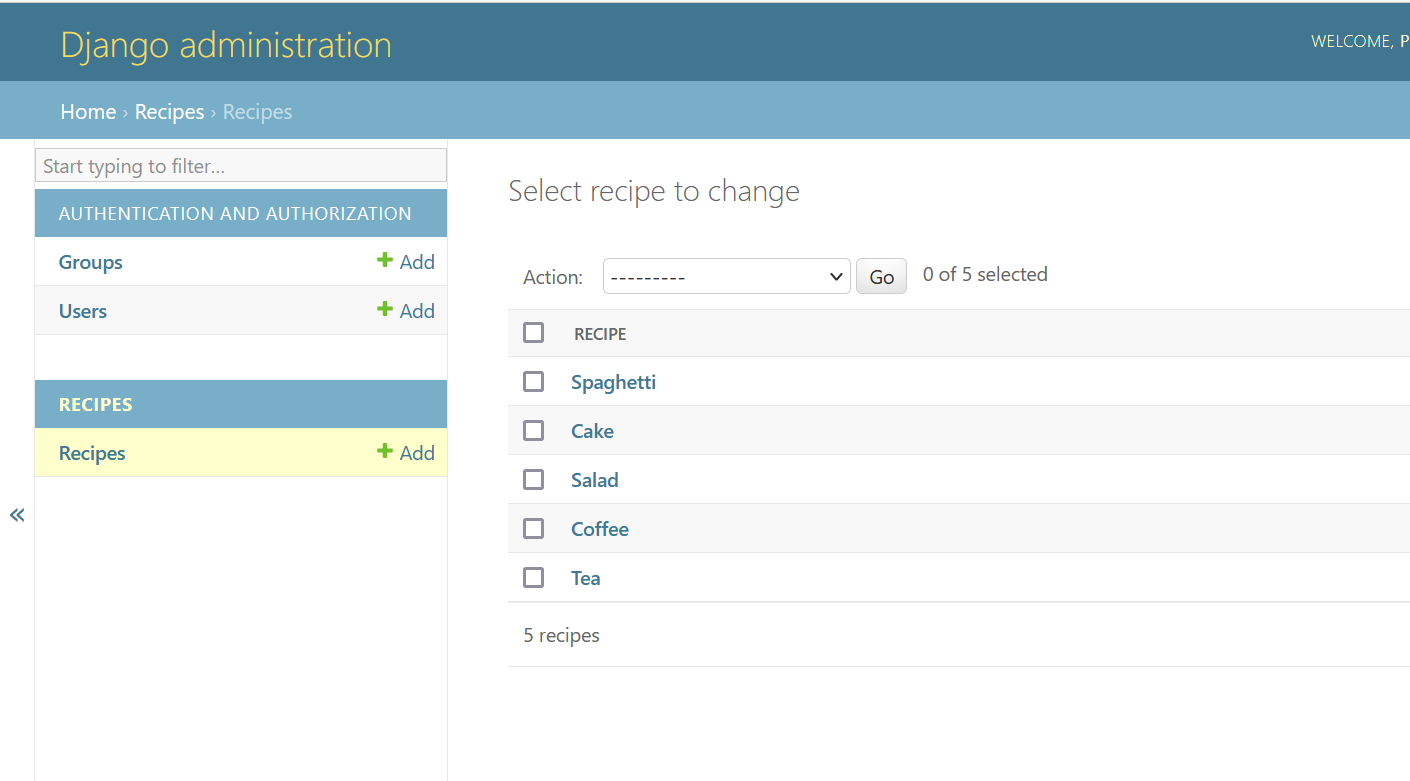 Django administration
WELCOME, P
Home › Recipes › Recipes
Start typing to filter...
AUTHENTICATION AND AUTHORIZATION
Groups + Add
Users + Add
RECIPES
Recipes + Add
«
Select recipe to change
Action: --------- Go 0 of 5 selected
RECIPE
Spaghetti
Cake
Salad
Coffee
Tea
5 recipes